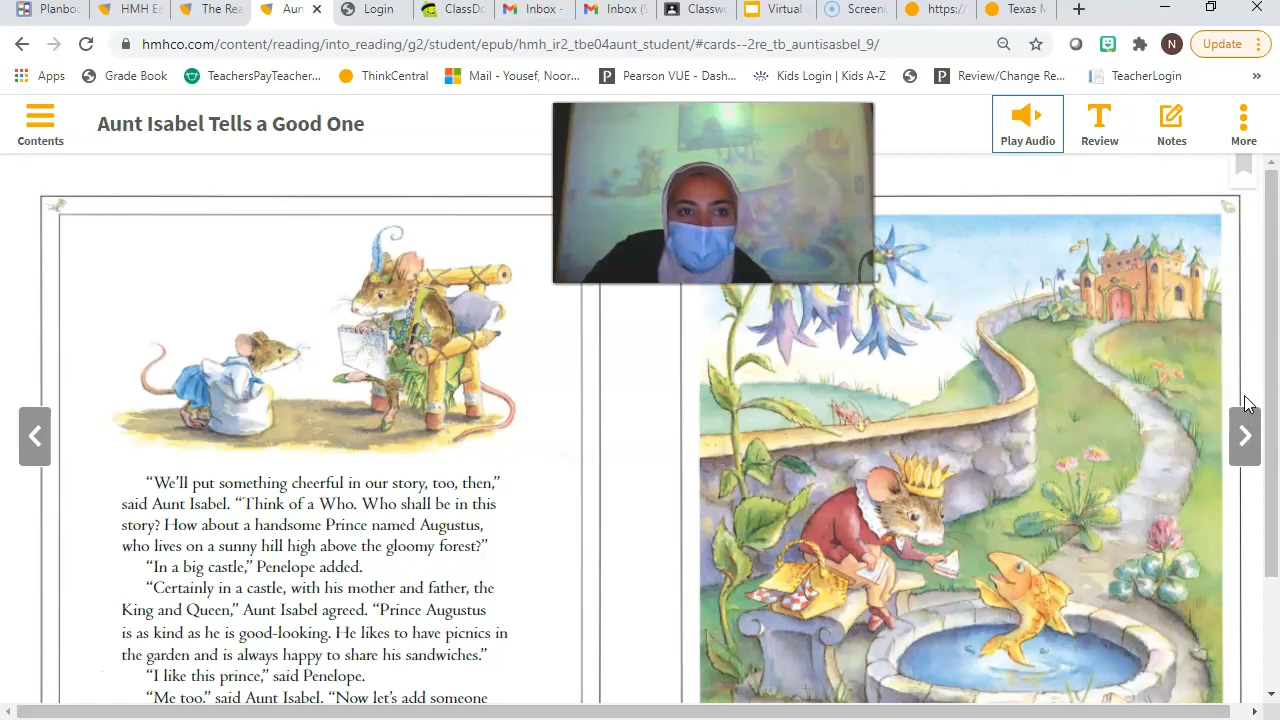 Planboo
HMH E
The Rea
Aun
Login
ClassD
Inbox -
Inbox (9
Classw
Virtual
Screen
https:/
Texas M
hmhco.com/content/reading/into_reading_v2/student/epub/hmh_ir2_tbe04aunt_student/#cards--2re_tb_auntisashel_9/
N
Update
Apps
Grade Book
TeachersPayTeacher...
ThinkCentral
Mail - Yousef, Noor...
Pearson VUE - Das...
Kids Login | Kids A-Z
Review/Change Re...
TeacherLogin
»
Contents
Aunt Isabel Tells a Good One
Play Audio
Review
Notes
More
“We’ll put something cheerful in our story, too, then,”
said Aunt Isabel. “Think of a Who. Who shall be in this
story? How about a handsome Prince named Augustus,
who lives on a sunny hill high above the gloomy forest?”
“In a big castle,” Penelope added.
“Certainly in a castle, with his mother and father, the
King and Queen,” Aunt Isabel agreed. “Prince Augustus
is as kind as he is good-looking. He likes to have picnics in
the garden and is always happy to share his sandwiches.”
“I like this prince,” said Penelope.
“Me too,” said Aunt Isabel. “Now let’s add someone